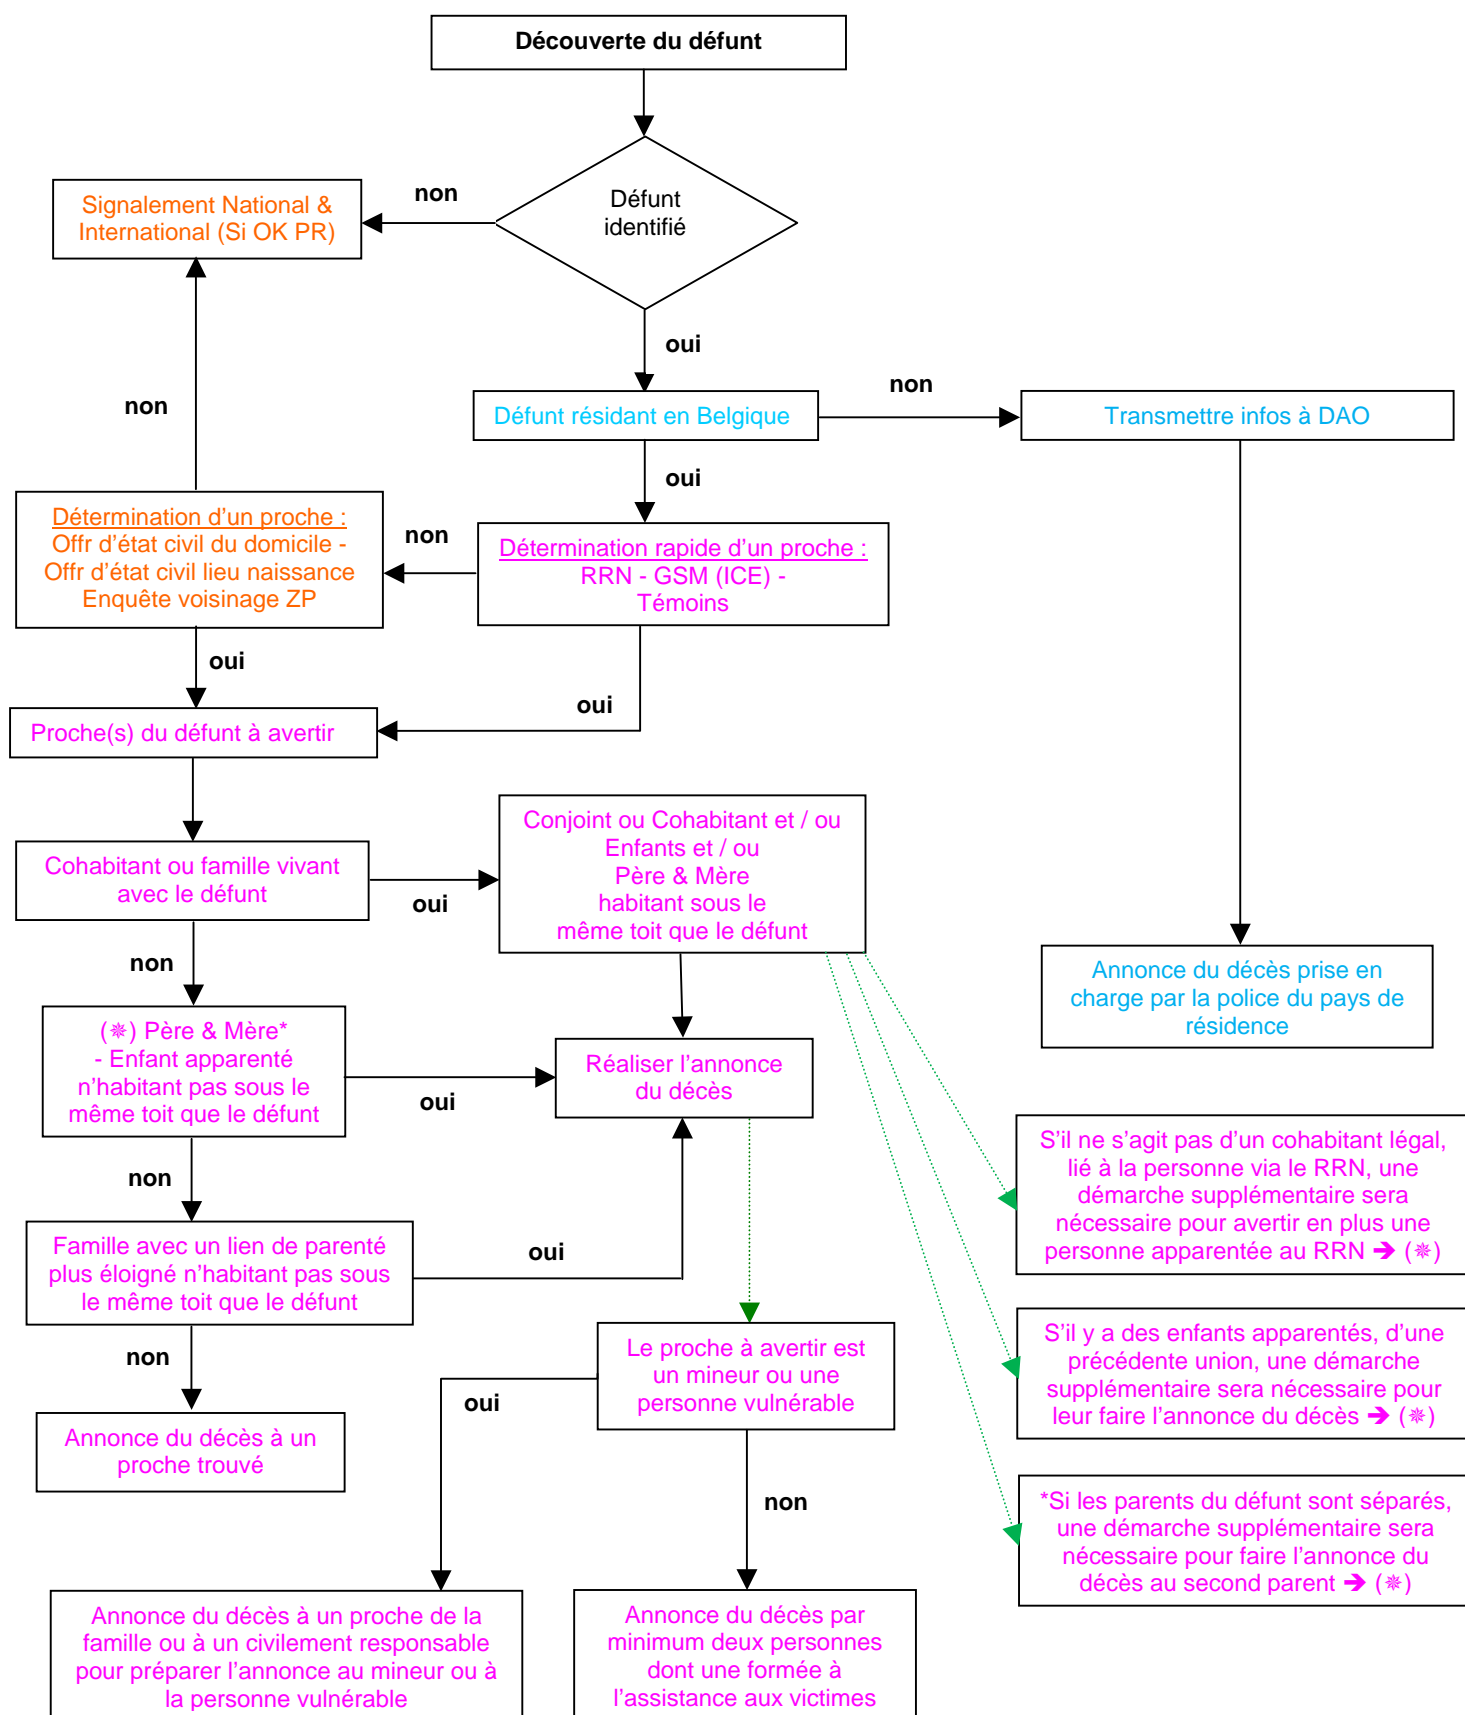 Découverte du défunt
non
Défunt
identifié
Signalement National &
International (Si OK PR)
oui
non
non
Défunt résidant en Belgique
Transmettre infos à DAO
oui
Détermination d’un proche :
Offr d’état civil du domicile -
Offr d’état civil lieu naissance
Enquête voisinage ZP
non
Détermination rapide d’un proche :
RRN - GSM (ICE) -
Témoins
oui
oui
Proche(s) du défunt à avertir
Cohabitant ou famille vivant
avec le défunt
oui
Conjoint ou Cohabitant et / ou
Enfants et / ou
Père & Mère
habitant sous le
même toit que le défunt
non
Annonce du décès prise en
charge par la police du pays de
résidence
(✵) Père & Mère*
- Enfant apparenté
n’habitant pas sous le
même toit que le défunt
oui
Réaliser l’annonce
du décès
non
S’il ne s’agit pas d’un cohabitant légal,
lié à la personne via le RRN, une
démarche supplémentaire sera
nécessaire pour avertir en plus une
personne apparentée au RRN ➔ (✵)
Famille avec un lien de parenté
plus éloigné n’habitant pas sous
le même toit que le défunt
oui
non
Le proche à avertir est
un mineur ou une
personne vulnérable
S’il y a des enfants apparentés, d’une
précédente union, une démarche
supplémentaire sera nécessaire pour
leur faire l’annonce du décès ➔ (✵)
oui
Annonce du décès à un
proche trouvé
non
*Si les parents du défunt sont séparés,
une démarche supplémentaire sera
nécessaire pour faire l’annonce du
décès au second parent ➔ (✵)
Annonce du décès à un proche de la
famille ou à un civilement responsable
pour préparer l’annonce au mineur ou à
la personne vulnérable
Annonce du décès par
minimum deux personnes
dont une formée à
l’assistance aux victimes